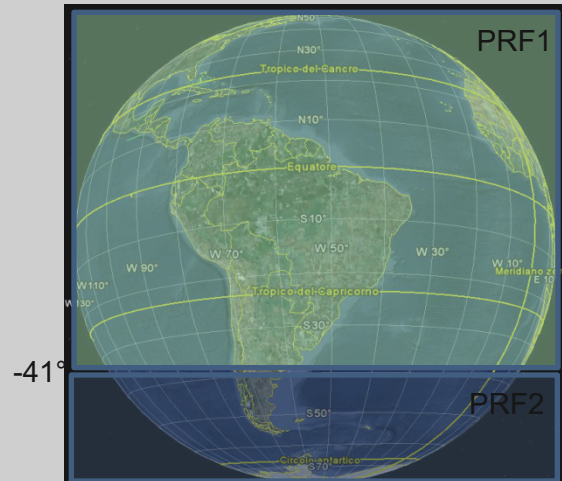 N50°
PRF1
N30°
Tropico del Cancro
N10°
Equatore
S10°
W 70°
W 50°
W 30°
W 10°
W 90°
Meridiano
W110°
E 10
W130°
Tropico del Capricorno
S30°
-41°
PRF2
S50°
Circolo antartico
S70°